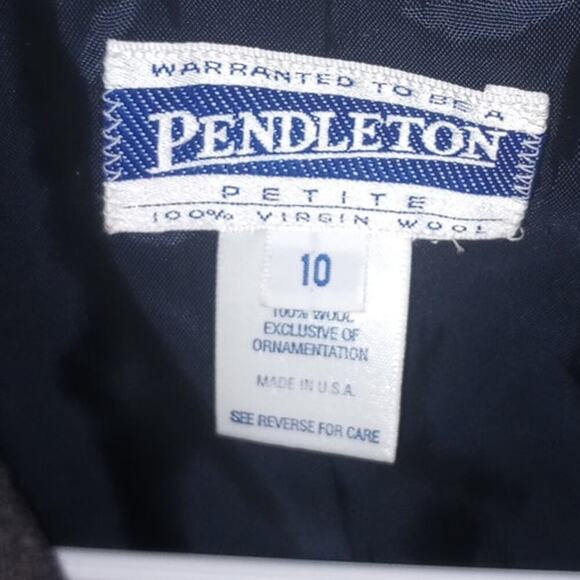 WARRANTED TO BE A
PENDLETON
PETITE
100% VIRGIN WOOL
10
100% WOOL
EXCLUSIVE OF
ORNAMENTATION
MADE IN U.S.A.
SEE REVERSE FOR CARE